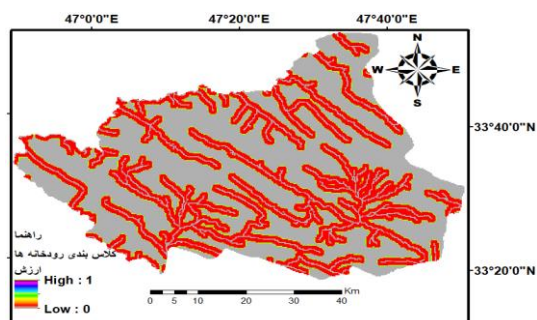 47°0'0"E 47°20'0"E 47°40'0"E
N
W E
S
33°40'0"N
33°20'0"N
راهنما
کلاس بندی رودخانه ها
ارزش
High : 1
Low : 0
Km
0 5 10 20 30 40